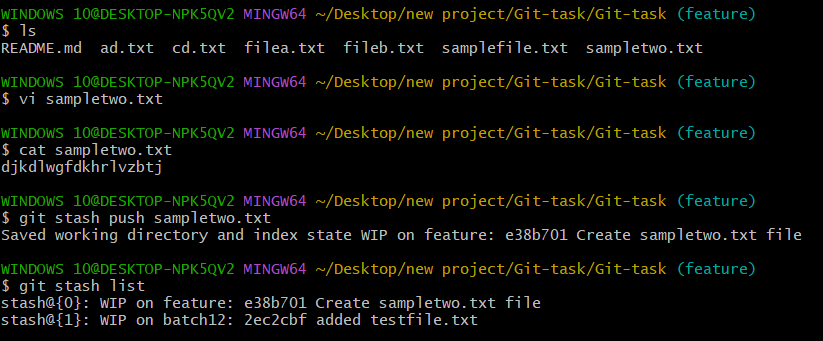 WINDOWS 10@DESKTOP-NPK5QV2 MINGW64 ~/Desktop/new project/Git-task/Git-task (feature)
$ ls
README.md  ad.txt  cd.txt  filea.txt  fileb.txt  samplefile.txt  sampletwo.txt
WINDOWS 10@DESKTOP-NPK5QV2 MINGW64 ~/Desktop/new project/Git-task/Git-task (feature)
$ vi sampletwo.txt
WINDOWS 10@DESKTOP-NPK5QV2 MINGW64 ~/Desktop/new project/Git-task/Git-task (feature)
$ cat sampletwo.txt
djkdlwgfdkhrlvzbtj
WINDOWS 10@DESKTOP-NPK5QV2 MINGW64 ~/Desktop/new project/Git-task/Git-task (feature)
$ git stash push sampletwo.txt
Saved working directory and index state WIP on feature: e38b701 Create sampletwo.txt file
WINDOWS 10@DESKTOP-NPK5QV2 MINGW64 ~/Desktop/new project/Git-task/Git-task (feature)
$ git stash list
stash@{0}: WIP on feature: e38b701 Create sampletwo.txt file
stash@{1}: WIP on batch12: 2ec2cbf added testfile.txt